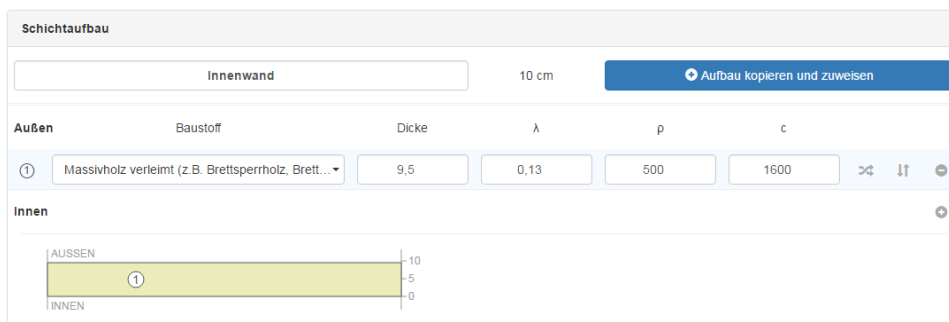 Schichtaufbau
Innenwand 10 cm Aufbau kopieren und zuweisen
Außen Baustoff Dicke λ ρ c
1 Massivholz verleimt (z.B. Brettsperrholz, Brett... 9,5 0,13 500 1600
Innen
AUSSEN
10
1 5
0
INNEN